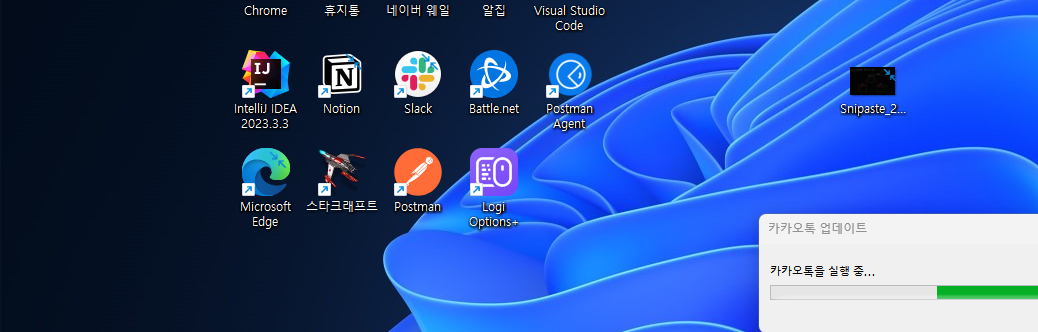 Chrome
휴지통
네이버 웨일
알집
Visual Studio
Code
IJ
IntelliJ IDEA
2023.3.3
N
Notion
Slack
Battle.net
Postman
Agent
Snipaste_2...
Microsoft
Edge
스타크래프트
Postman
Logi
Options+
카카오톡 업데이트
카카오톡을 실행 중...